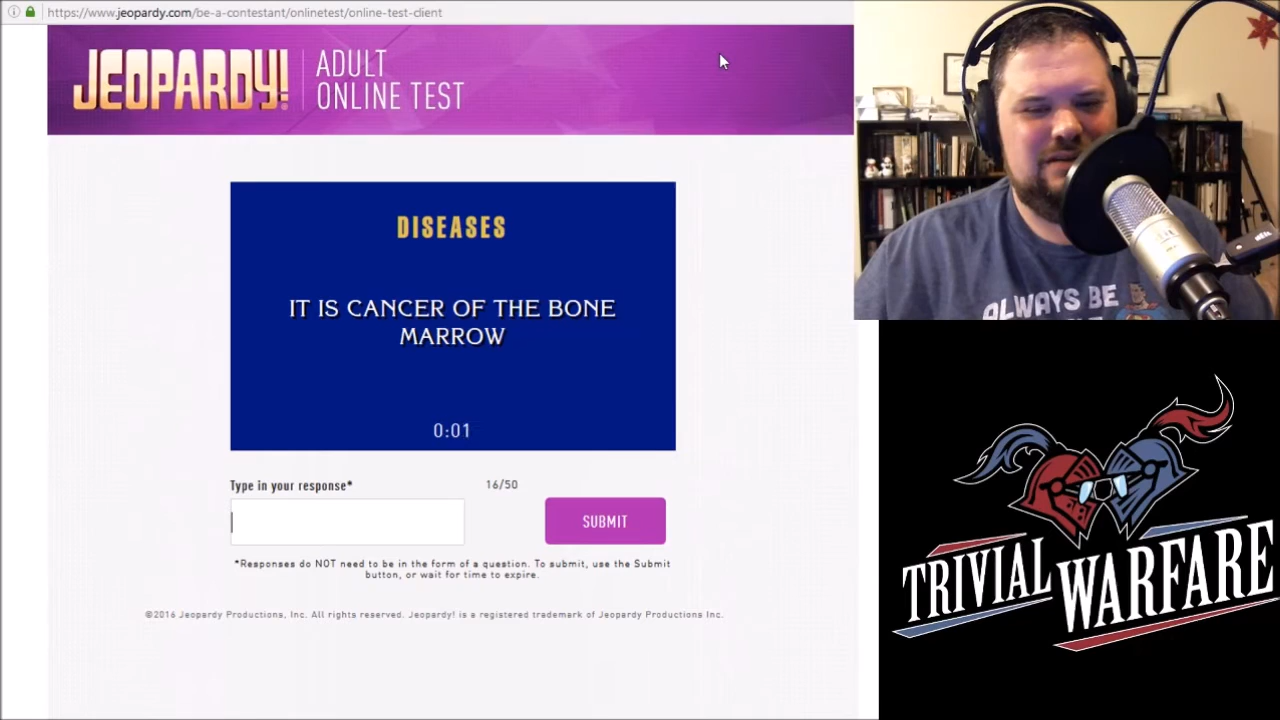 https://www.jeopardy.com/be-a-contestant/onlinetest/online-test-client
JEOPARDY!
ADULT
ONLINE TEST
DISEASES
IT IS CANCER OF THE BONE
MARROW
0:01
Type in your response*
16/50
SUBMIT
*Responses do NOT need to be in the form of a question. To submit, use the Submit
button, or wait for time to expire.
©2016 Jeopardy Productions, Inc. All rights reserved. Jeopardy! is a registered trademark of Jeopardy Productions Inc.
ALWAYS BE
TRIVIAL
WARFARE